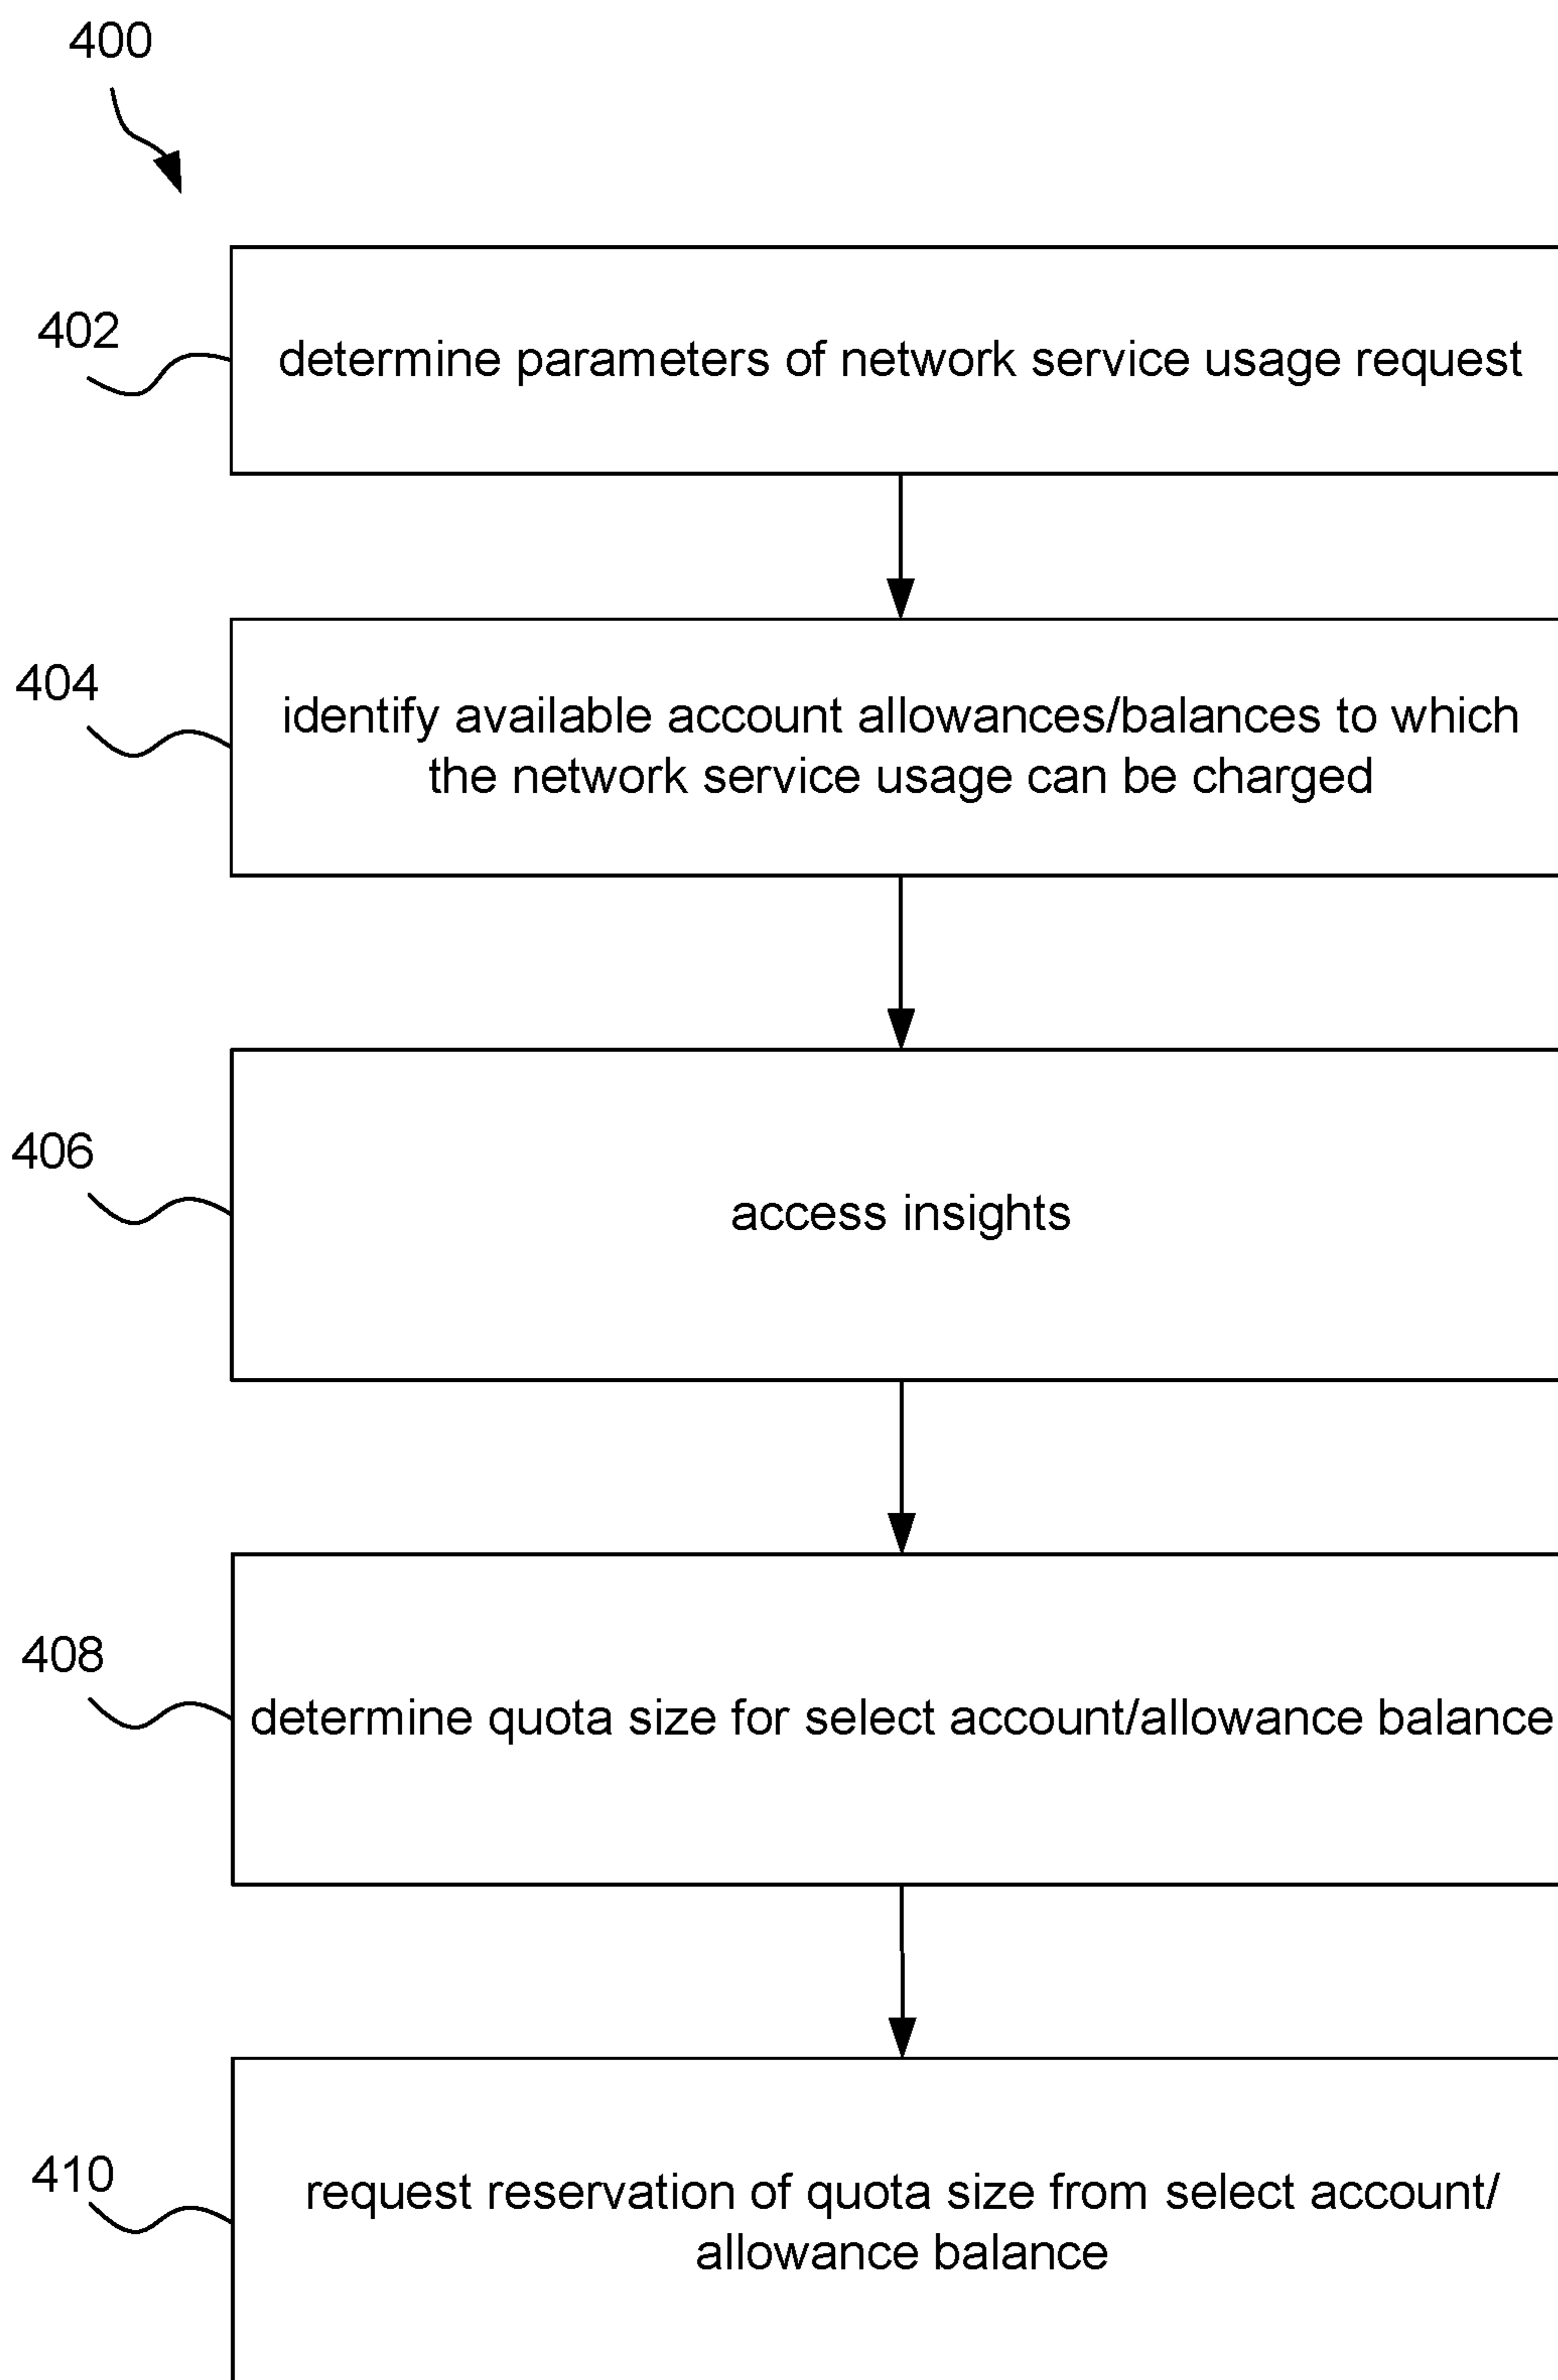 400
402
determine parameters of network service usage request
404
identify available account allowances/balances to which
the network service usage can be charged
406
access insights
408
determine quota size for select account/allowance balance
410
request reservation of quota size from select account/
allowance balance